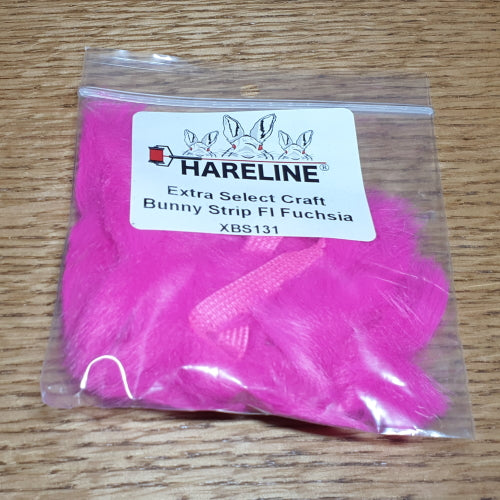 HARELINE®
Extra Select Craft
Bunny Strip Fl Fuchsia
XBS131